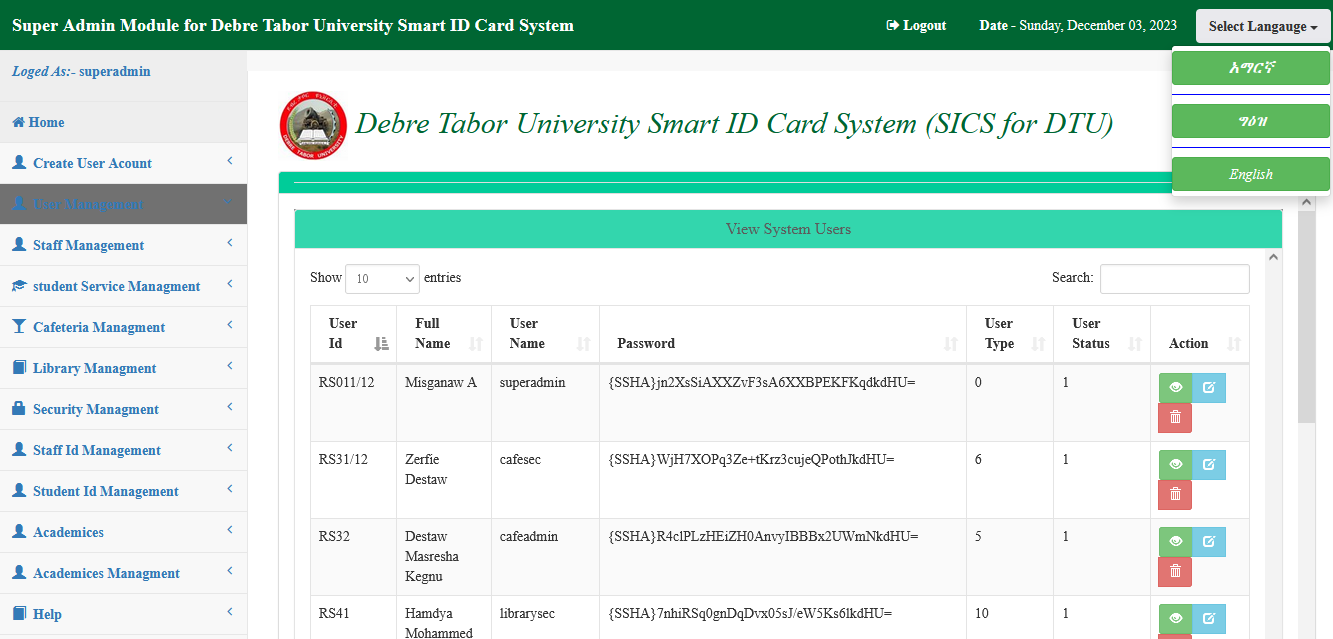 Super Admin Module for Debre Tabor University Smart ID Card System
Logout
Date - Sunday, December 03, 2023
Select Langauge
አማርኛ
ግዕዝ
English
Loged As:- superadmin
Home
Create User Acount
User Management
Staff Management
student Service Managment
Cafeteria Managment
Library Managment
Security Managment
Staff Id Management
Student Id Management
Academices
Academices Managment
Help
Debre Tabor University Smart ID Card System (SICS for DTU)
View System Users
Show 10 entries
Search:
User Id Full Name User Name Password User Type User Status Action
RS011/12 Misganaw A superadmin {SSHA}jn2XsSiAXXZvF3sA6XXBPEKFKqdkdHU= 0 1
RS31/12 Zerfie Destaw cafesec {SSHA}WjH7XOPq3Ze+tKrz3cujeQPothJkdHU= 6 1
RS32 Destaw Masresha Kegnu cafeadmin {SSHA}R4clPLzHEiZH0AnvyIBBBx2UWmNkdHU= 5 1
RS41 Hamdya Mohammed librarysec {SSHA}7nhiRSq0gnDqDvx05sJ/eW5Ks6lkdHU= 10 1